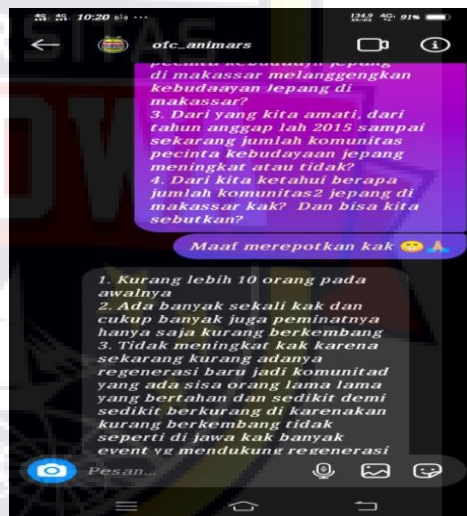 10:20
91%
ofc_animars
di makassar melanggengkan
kebudaayan Jepang di
makassar?
3. Dari yang kita amati, dari
tahun anggap lah 2015 sampai
sekarang jumlah komunitas
pecinta kebudayaan jepang
meningkat atau tidak?
4. Dari kita ketahui berapa
jumlah komunitas2 jepang di
makassar kak? Dan bisa kita
sebutkan?
Maaf merepotkan kak 😁🙏
1. Kurang lebih 10 orang pada
awalnya
2. Ada banyak sekali kak dan
cukup banyak juga peminatnya
hanya saja kurang berkembang
3. Tidak meningkat kak karena
sekarang kurang adanya
regenerasi baru jadi komunitad
yang ada sisa orang lama lama
yang bertahan dan sedikit demi
sedikit berkurang di karenakan
kurang berkembang tidak
seperti di jawa kak banyak
event yg mendukung regenerasi
Pesan...